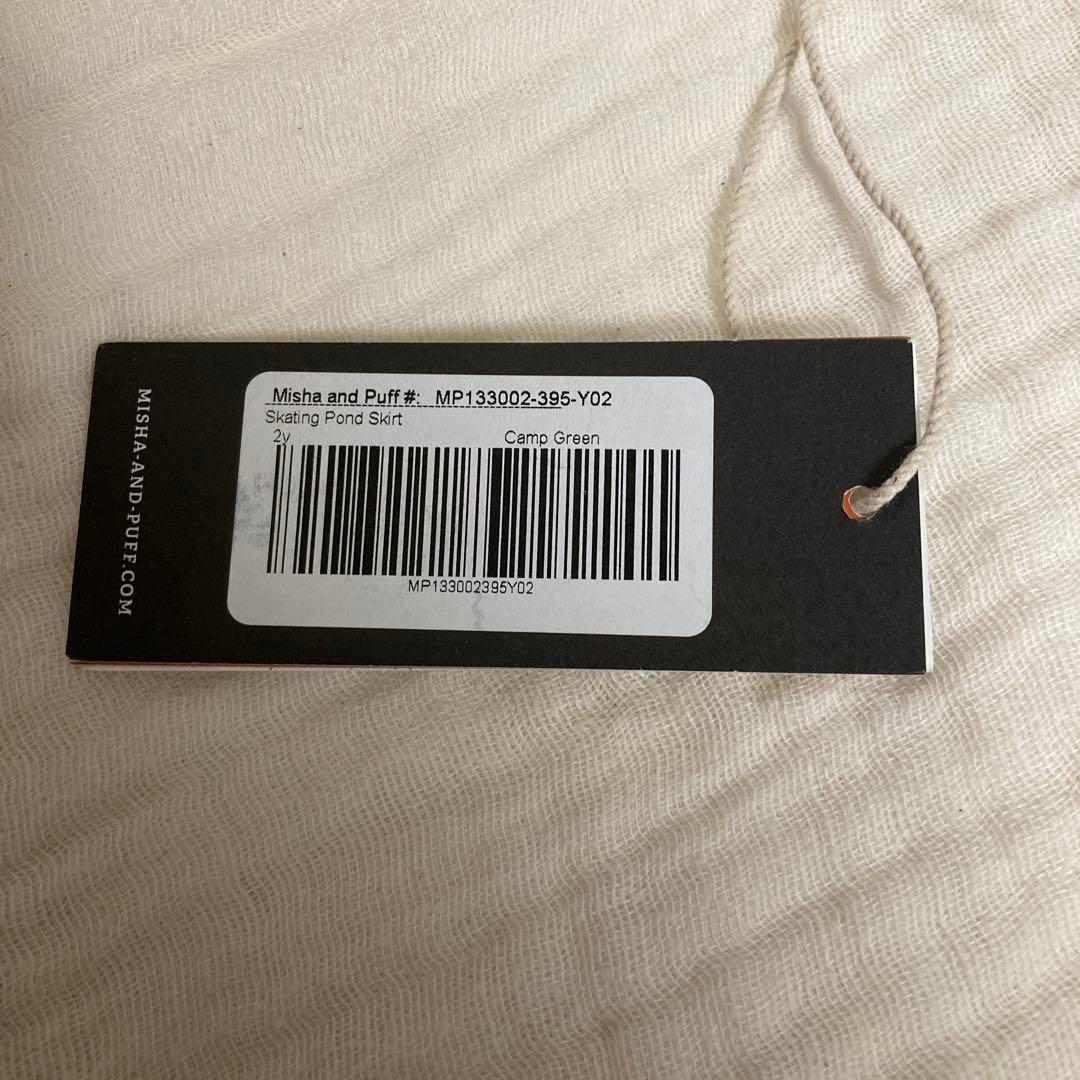 Misha and Puff #: MP133002-395-Y02
Skating Pond Skirt
2y Camp Green
MP133002395Y02
MISHA-AND-PUFF.COM